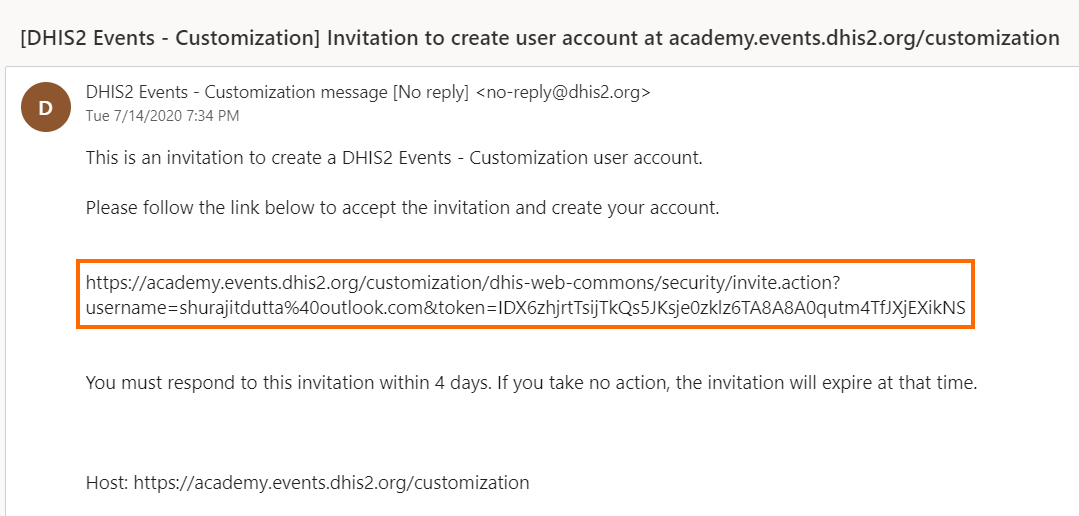 [DHIS2 Events - Customization] Invitation to create user account at academy.events.dhis2.org/customization
D
DHIS2 Events - Customization message [No reply] <no-reply@dhis2.org>
Tue 7/14/2020 7:34 PM
This is an invitation to create a DHIS2 Events - Customization user account.
Please follow the link below to accept the invitation and create your account.
https://academy.events.dhis2.org/customization/dhis-web-commons/security/invite.action?
username=shurajitdutta%40outlook.com&token=IDX6zhjrtTsijTkQs5JKsje0zklz6TA8A8A0qutm4TfJXjEXikNS
You must respond to this invitation within 4 days. If you take no action, the invitation will expire at that time.
Host: https://academy.events.dhis2.org/customization